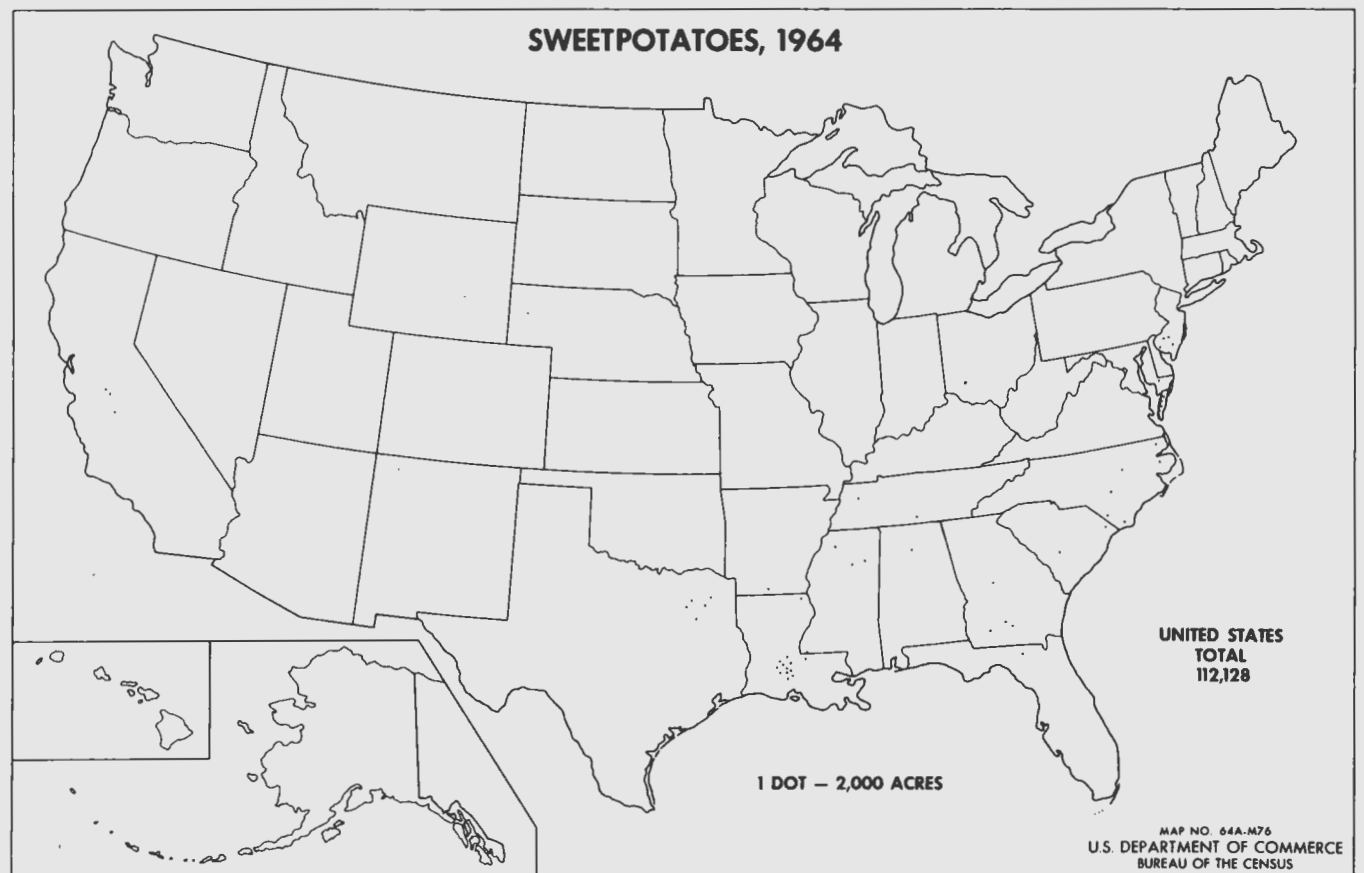 SWEETPOTATOES, 1964
UNITED STATES
TOTAL
112,128
1 DOT — 2,000 ACRES
MAP NO. 64A-M76
U.S. DEPARTMENT OF COMMERCE
BUREAU OF THE CENSUS